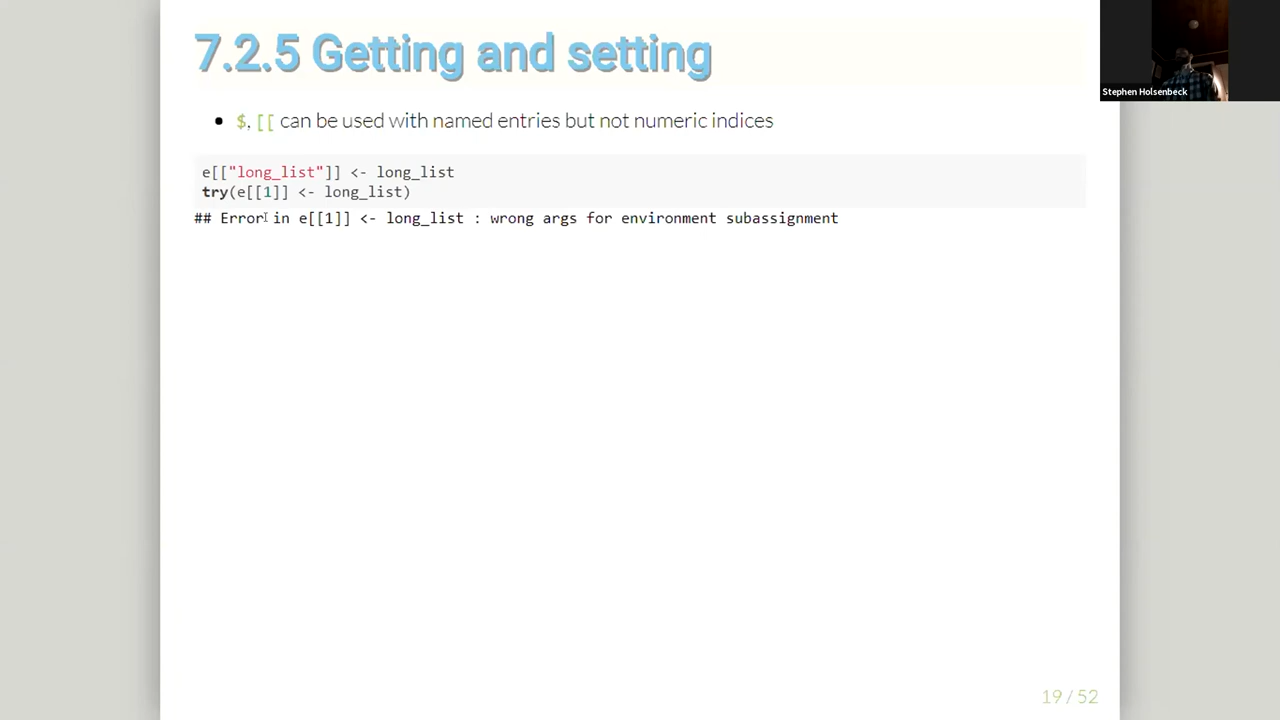 7.2.5 Getting and setting
Stephen Holsenbeck
• $, [[ can be used with named entries but not numeric indices
e[["long_list"]] <- long_list
try(e[[1]] <- long_list)
## Error in e[[1]] <- long_list : wrong args for environment subassignment
19 / 52